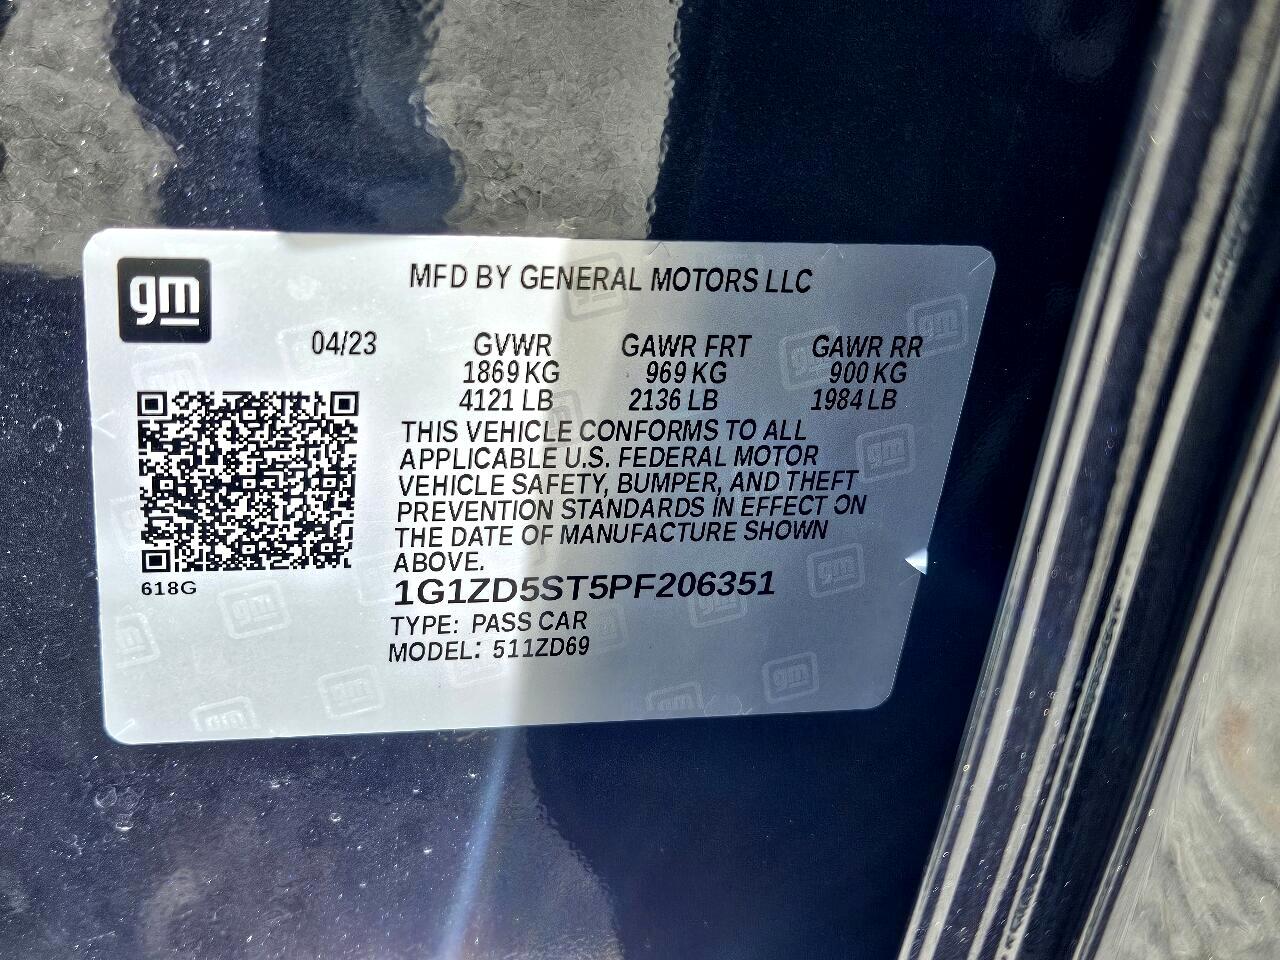 gm
MFD BY GENERAL MOTORS LLC
04/23 GVWR GAWR FRT GAWR RR
1869 KG 969 KG 900 KG
4121 LB 2136 LB 1984 LB
THIS VEHICLE CONFORMS TO ALL
APPLICABLE U.S. FEDERAL MOTOR
VEHICLE SAFETY, BUMPER, AND THEFT
PREVENTION STANDARDS IN EFFECT ON
THE DATE OF MANUFACTURE SHOWN
ABOVE.
618G
1G1ZD5ST5PF206351
TYPE: PASS CAR
MODEL: 511ZD69